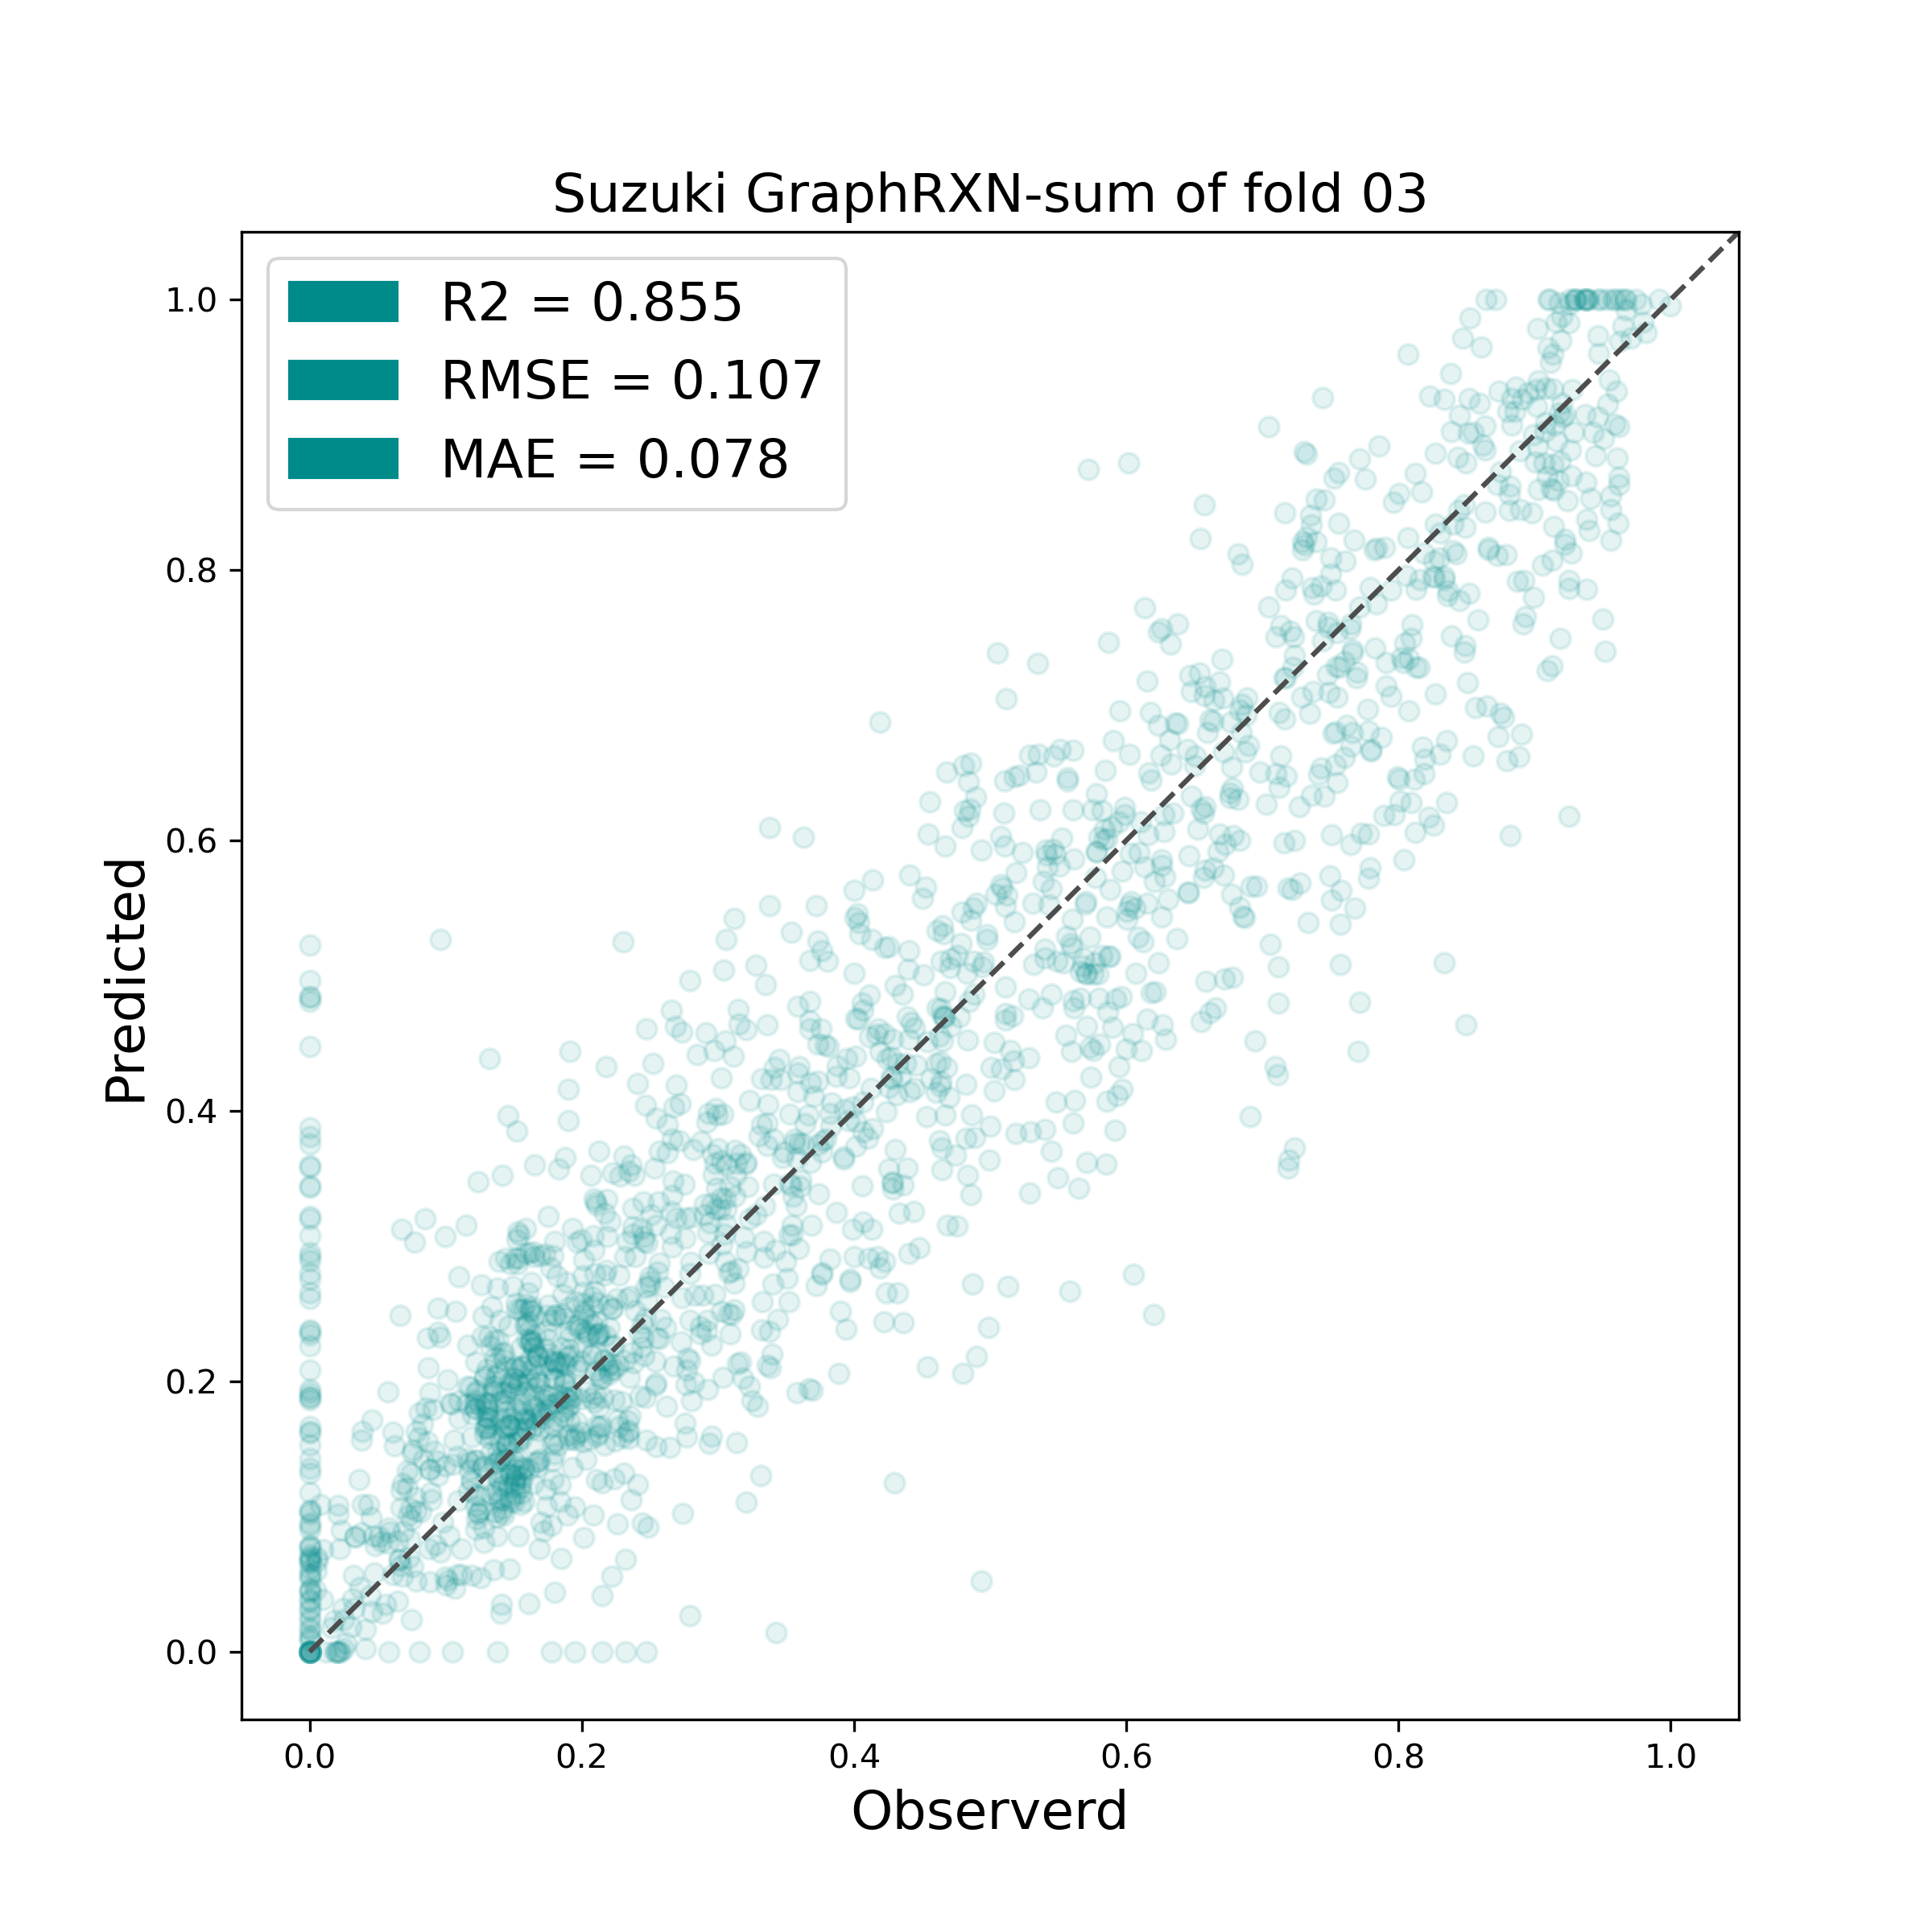 Suzuki GraphRXN-sum of fold 03
R2 = 0.855
RMSE = 0.107
MAE = 0.078
Predicted
1.0
0.8
0.6
0.4
0.2
0.0
0.0 0.2 0.4 0.6 0.8 1.0
Observerd